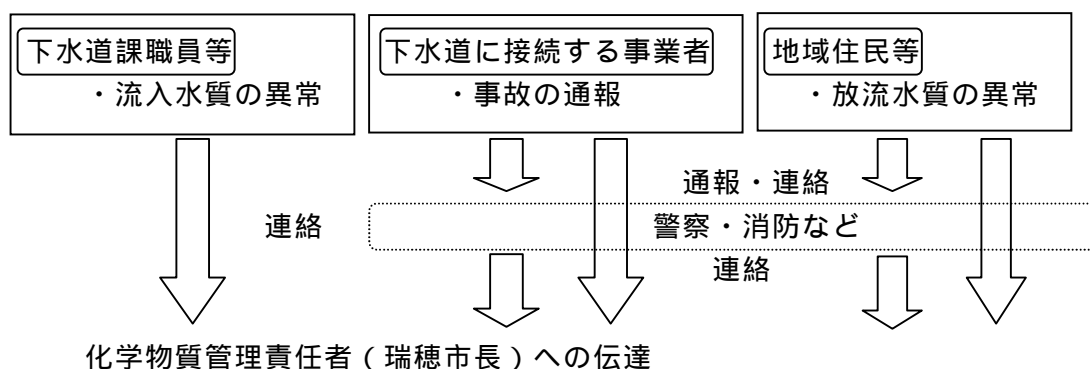 下水道課職員等
・流入水質の異常
下水道に接続する事業者
・事故の通報
地域住民等
・放流水質の異常
通報・連絡
連絡
警察・消防など
連絡
化学物質管理責任者（瑞穂市長）への伝達